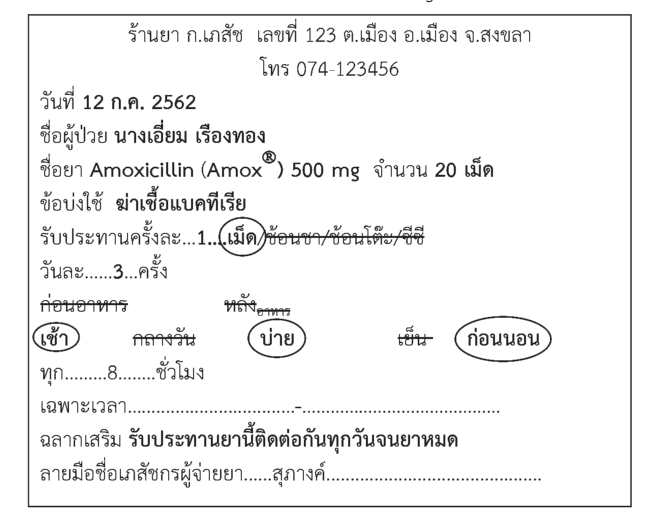 ร้านยา ก.เภสัช เลขที่ 123 ต.เมือง อ.เมือง จ.สงขลา
โทร 074-123456
วันที่ 12 ก.ค. 2562
ชื่อผู้ป่วย นางเอี่ยม เรืองทอง
ชื่อยา Amoxicillin (Amox®) 500 mg จำนวน 20 เม็ด
ข้อบ่งใช้ ฆ่าเชื้อแบคทีเรีย
รับประทานครั้งละ...1....เม็ด/ช้อนชา/ช้อนโต๊ะ/ซีซี
วันละ......3...ครั้ง
ก่อนอาหาร หลังอาหาร
เช้า กลางวัน บ่าย เย็น ก่อนนอน
ทุก.........8........ชั่วโมง
เฉพาะเวลา...................................-..........................................
ฉลากเสริม รับประทานยานี้ติดต่อกันทุกวันจนยาหมด
ลายมือชื่อเภสัชกรผู้จ่ายยา......สุภางค์.............................................